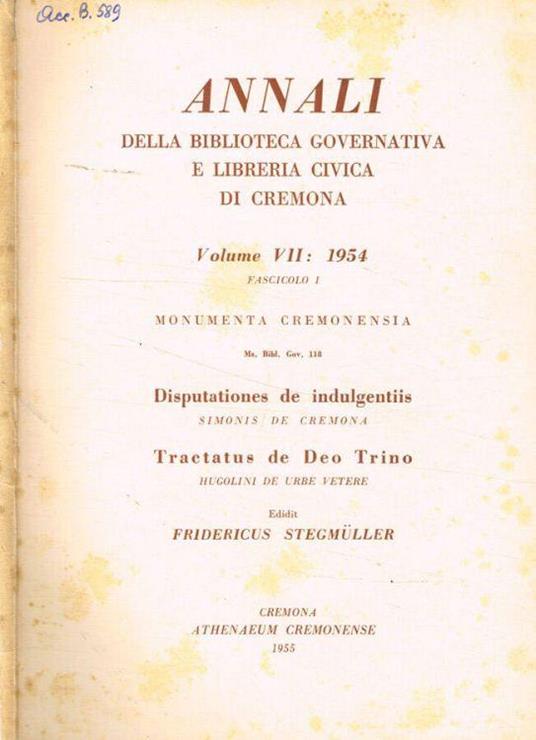 Acc. B. 589
ANNALI
DELLA BIBLIOTECA GOVERNATIVA
E LIBRERIA CIVICA
DI CREMONA
Volume VII: 1954
FASCICOLO I
MONUMENTA CREMONENSIA
Ms. Bibl. Gov. 118
Disputationes de indulgentiis
SIMONIS DE CREMONA
Tractatus de Deo Trino
HUGOLINI DE URBE VETERE
Edidit
FRIDERICUS STEGMÜLLER
CREMONA
ATHENAEUM CREMONENSE
1955